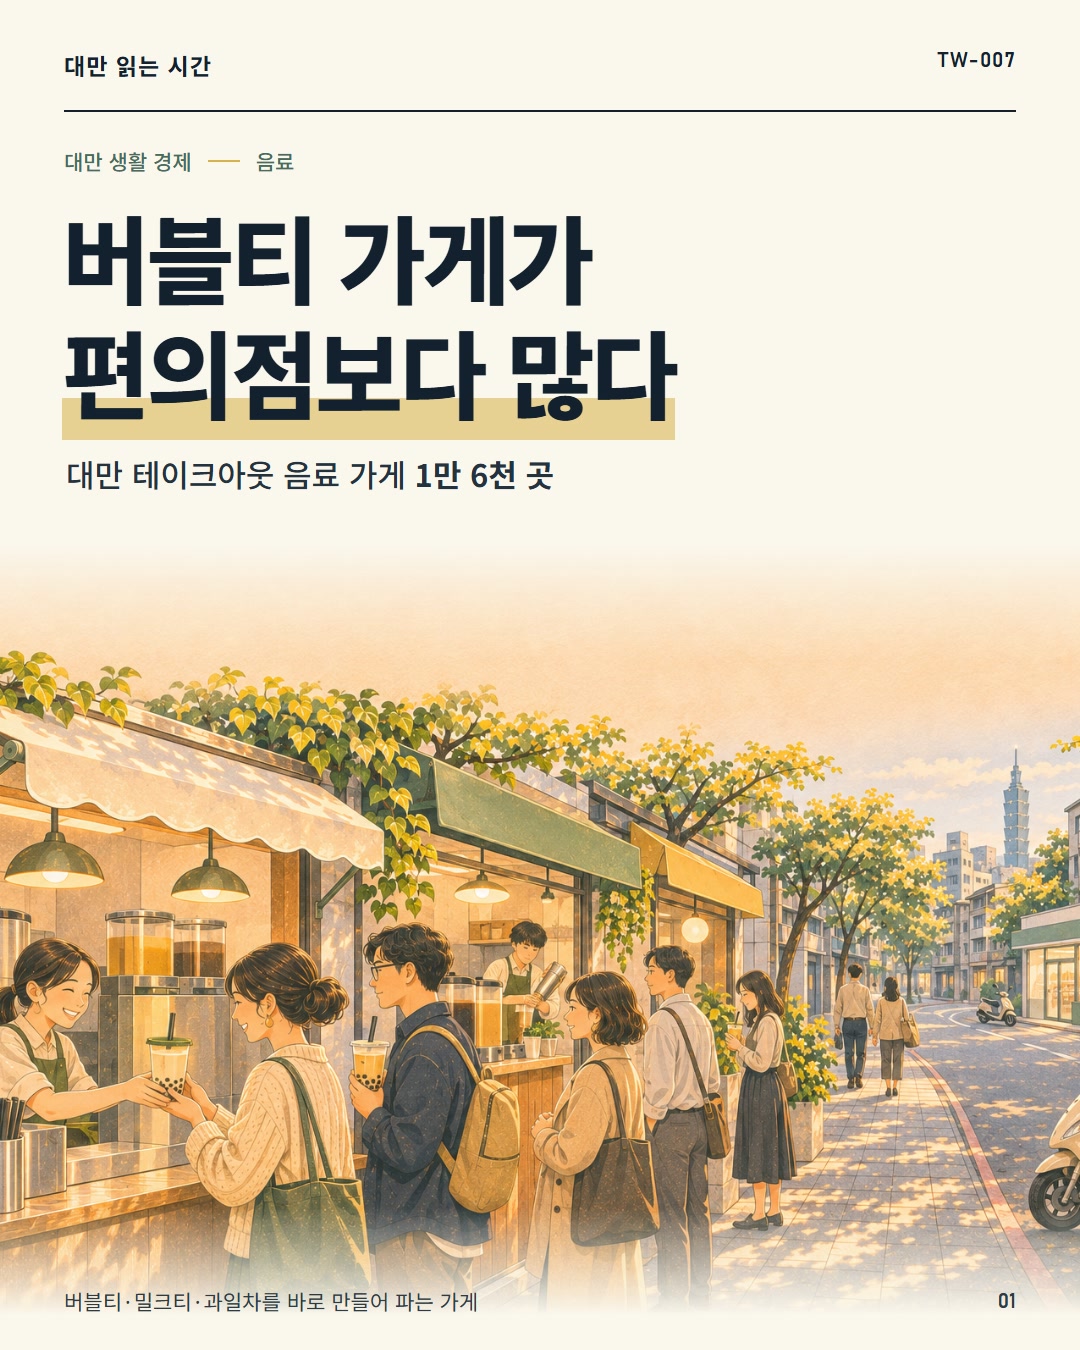 대만 읽는 시간
TW-007
대만 생활 경제 — 음료
버블티 가게가
편의점보다 많다
대만 테이크아웃 음료 가게 1만 6천 곳
버블티·밀크티·과일차를 바로 만들어 파는 가게
01